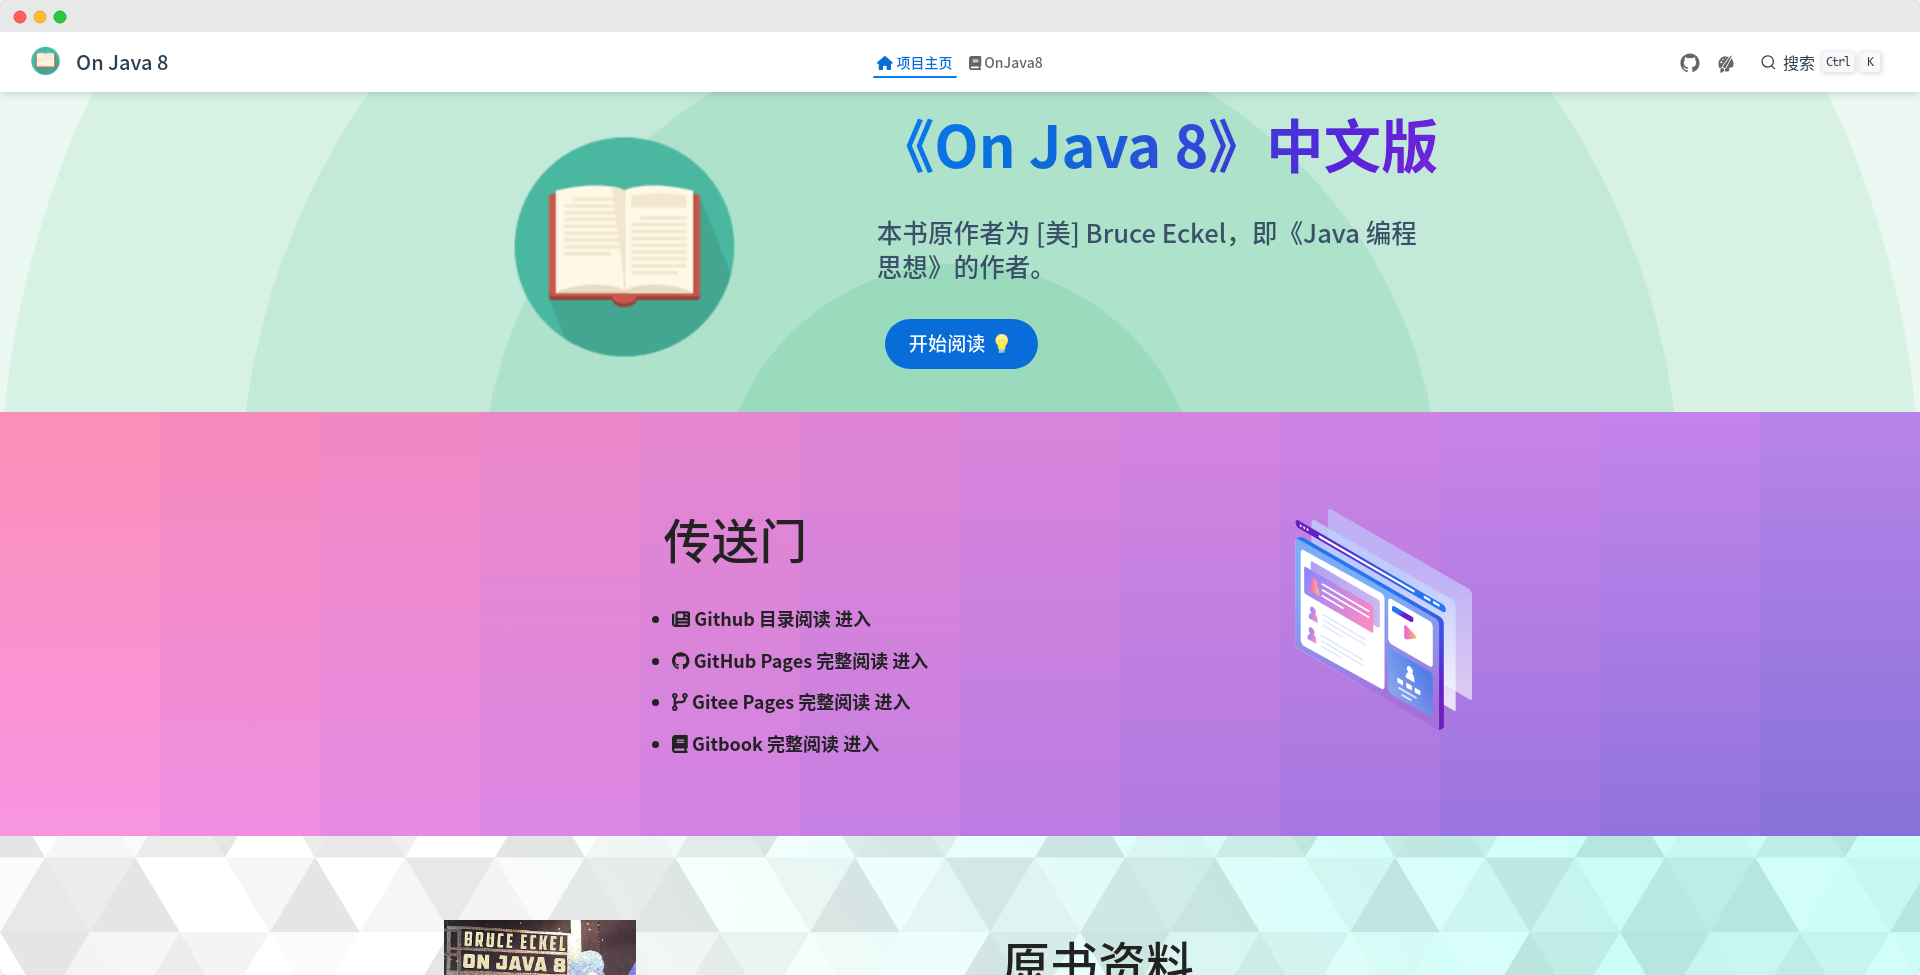 On Java 8
项目主页
OnJava8
搜索
Ctrl
K
《On Java 8》中文版
本书原作者为 [美] Bruce Eckel，即《Java 编程
思想》的作者。
开始阅读 💡
传送门
Github 目录阅读 进入
GitHub Pages 完整阅读 进入
Gitee Pages 完整阅读 进入
Gitbook 完整阅读 进入
BRUCE ECKEL
ON JAVA 8
原书资料